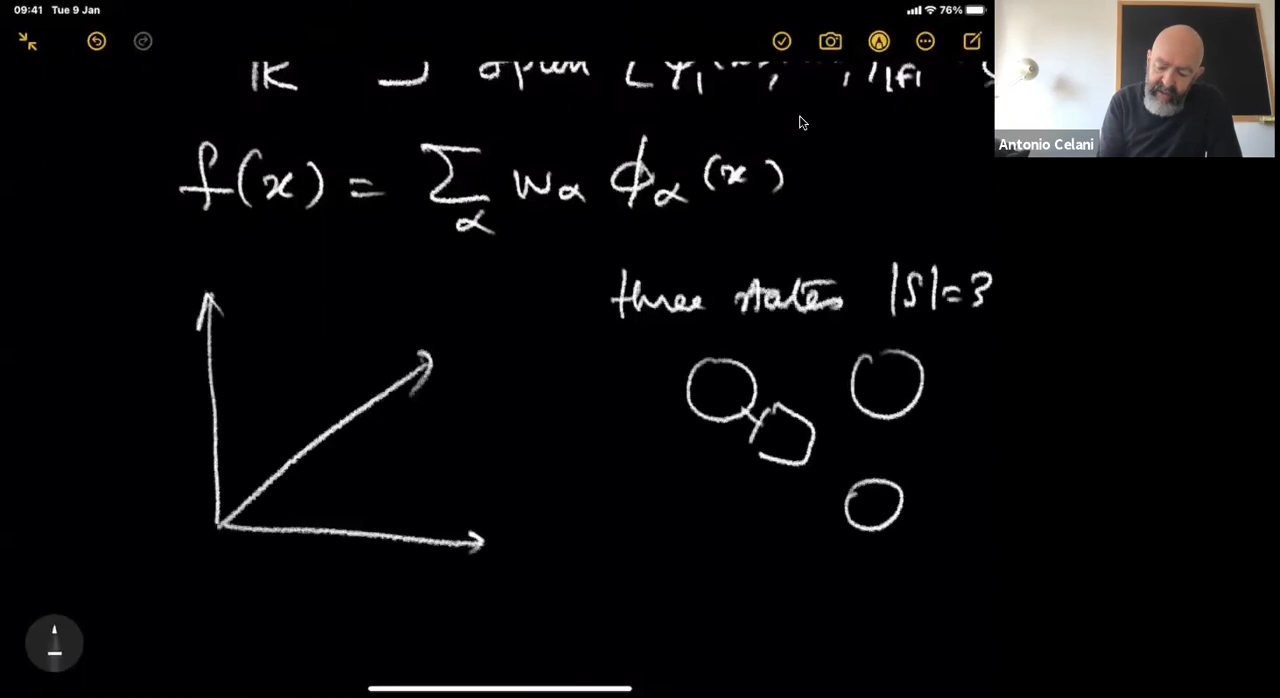 09:41 Tue 9 Jan 76%
Antonio Celani
f(x) = Σ_α w_α ϕ_α(x)
three states |S|=3